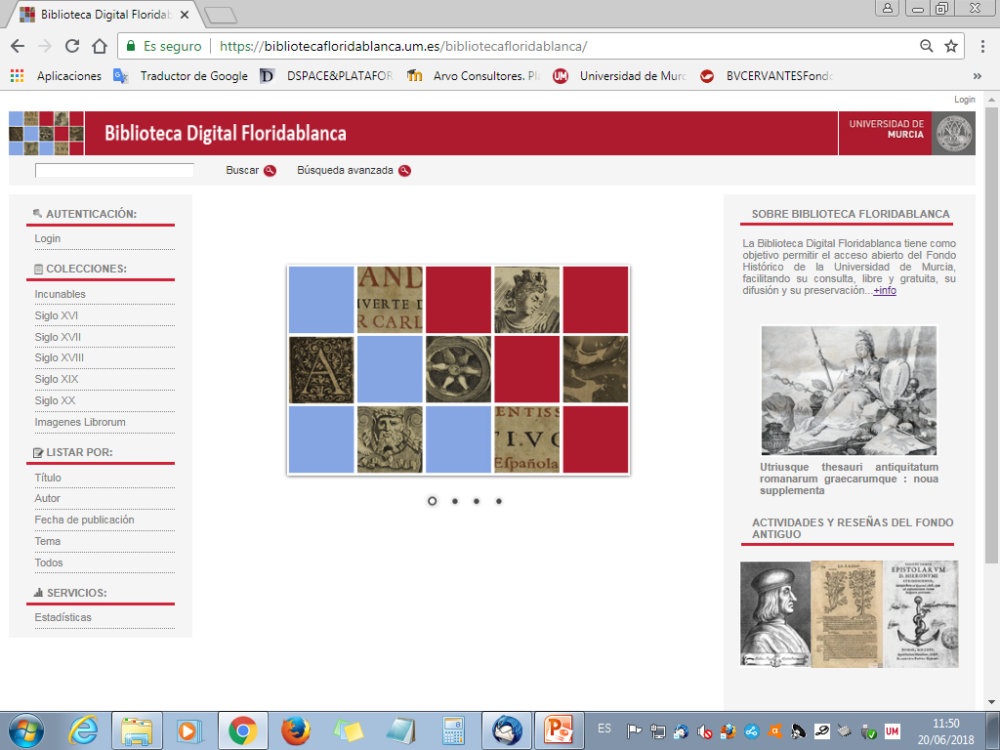 Biblioteca Digital Floridab
Es seguro
https://bibliotecafloridablanca.um.es/bibliotecafloridablanca/
Aplicaciones
Traductor de Google
DSPACE&PLATAFOR
Arvo Consultores. Pl
Universidad de Murc
BVCERVANTESFond
»
Login
Biblioteca Digital Floridablanca
UNIVERSIDAD DE
MURCIA
Buscar
Búsqueda avanzada
AUTENTICACIÓN:
Login
COLECCIONES:
Incunables
Siglo XVI
Siglo XVII
Siglo XVIII
Siglo XIX
Siglo XX
Imagenes Librorum
LISTAR POR:
Título
Autor
Fecha de publicación
Tema
Todos
SERVICIOS:
Estadísticas
AND
IVERTE D
R CARL
A
ENTISS
TI.VO
Española
SOBRE BIBLIOTECA FLORIDABLANCA
La Biblioteca Digital Floridablanca tiene como
objetivo permitir el acceso abierto del Fondo
Histórico de la Universidad de Murcia,
facilitando su consulta, libre y gratuita, su
difusión y su preservación...+info
Utriusque thesauri antiquitatum
romanarum graecarumque : noua
supplementa
ACTIVIDADES Y RESEÑAS DEL FONDO
ANTIGUO
EPISTOLARVM
D. HIERONYMI
ES
UM
11:50
20/06/2018